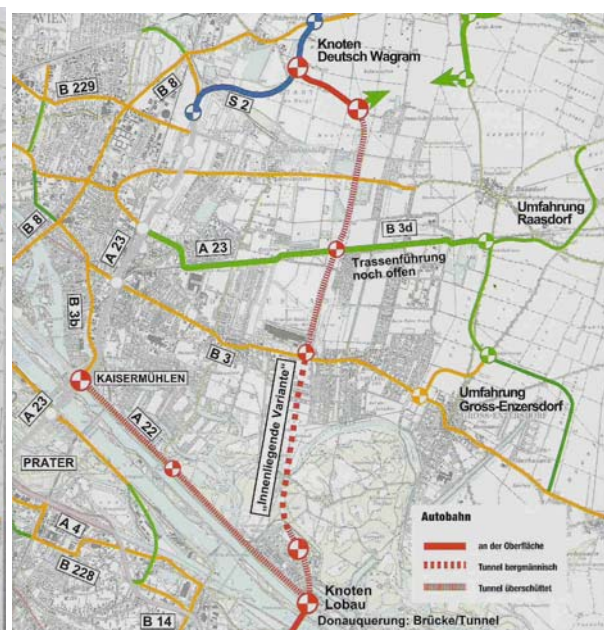 WIEN
Knoten
Deutsch Wagram
B 229
B 8
S 2
Umfahrung
Raasdorf
B 3d
B 8
A 23
A 23
Trassenführung
noch offen
B 3b
B 3
KAISERMÜHLEN
„Innenliegende Variante"
Umfahrung
Gross-Enzersdorf
GROSS-ENZERSDORF
A 23
A 22
PRATER
Autobahn
an der Oberfläche
Tunnel bergmännisch
Tunnel überschüttet
A 4
B 228
B 14
Knoten
Lobau
Donauquerung: Brücke/Tunnel